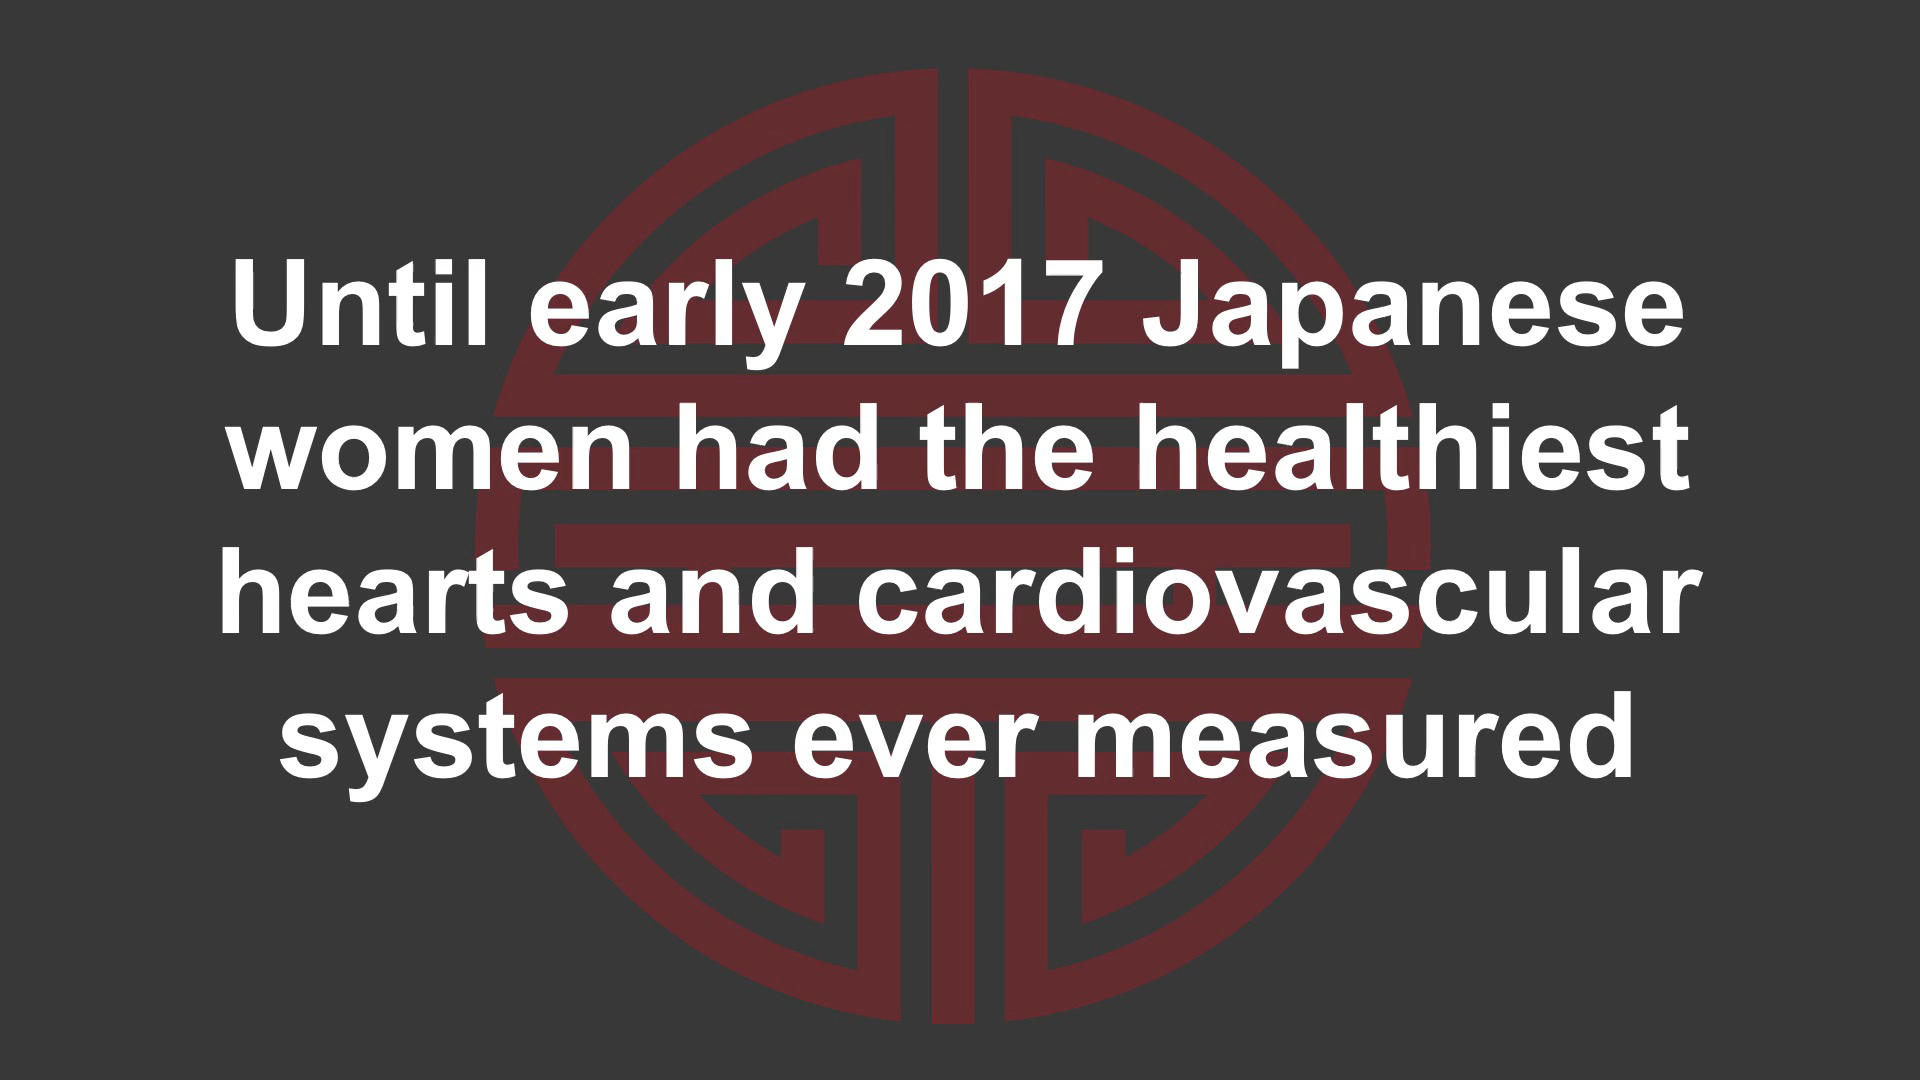 Until early 2017 Japanese
women had the healthiest
hearts and cardiovascular
systems ever measured